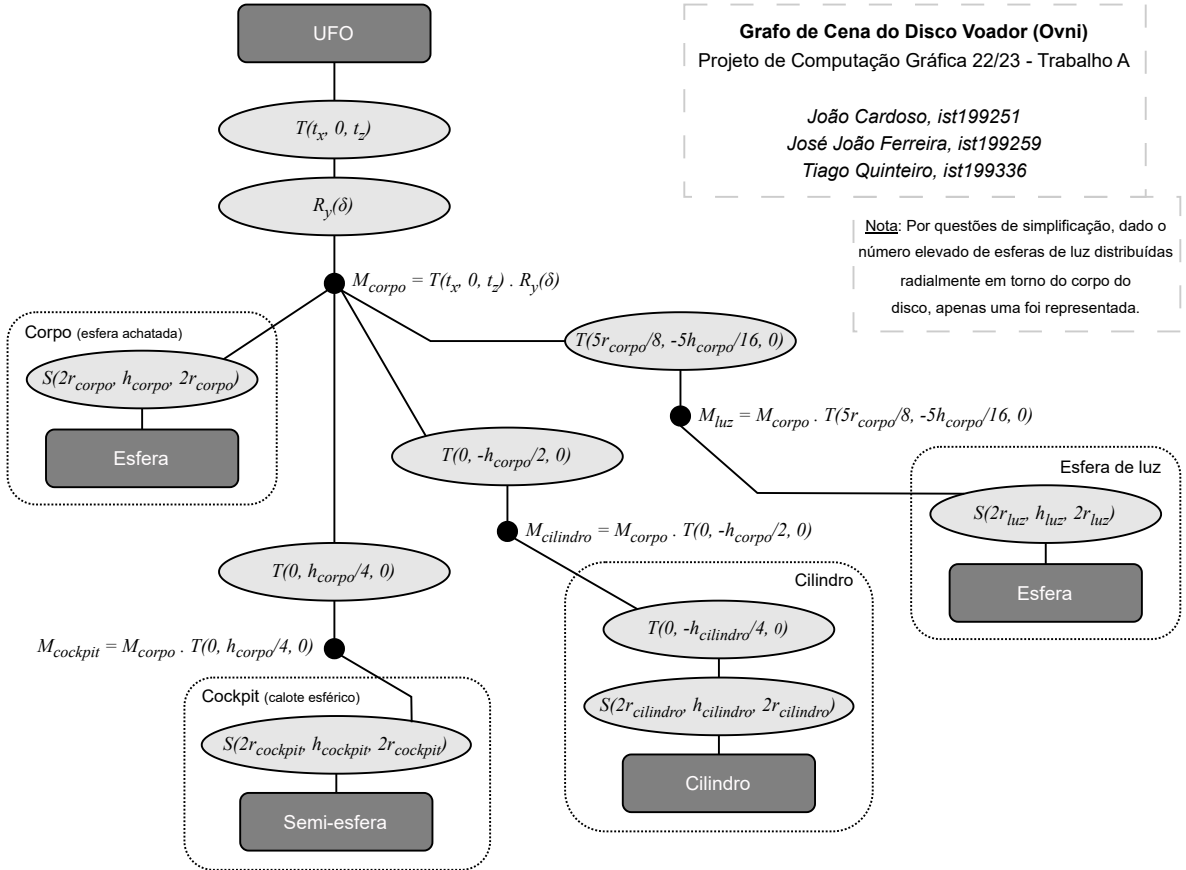 UFO
T(tx, 0, tz)
Ry(δ)
Mcorpo = T(tx, 0, tz) . Ry(δ)
Grafo de Cena do Disco Voador (Ovni)
Projeto de Computação Gráfica 22/23 - Trabalho A
João Cardoso, ist199251
José João Ferreira, ist199259
Tiago Quinteiro, ist199336
Nota: Por questões de simplificação, dado o
número elevado de esferas de luz distribuídas
radialmente em torno do corpo do
disco, apenas uma foi representada.
Corpo (esfera achatada)
S(2rcorpo, hcorpo, 2rcorpo)
Esfera
T(5rcorpo/8, -5hcorpo/16, 0)
Mluz = Mcorpo . T(5rcorpo/8, -5hcorpo/16, 0)
Esfera de luz
S(2rluz, hluz, 2rluz)
Esfera
T(0, -hcorpo/2, 0)
Mcilindro = Mcorpo . T(0, -hcorpo/2, 0)
Cilindro
T(0, -hcilindro/4, 0)
S(2rcilindro, hcilindro, 2rcilindro)
Cilindro
T(0, hcorpo/4, 0)
Mcockpit = Mcorpo . T(0, hcorpo/4, 0)
Cockpit (calote esférico)
S(2rcockpit, hcockpit, 2rcockpit)
Semi-esfera